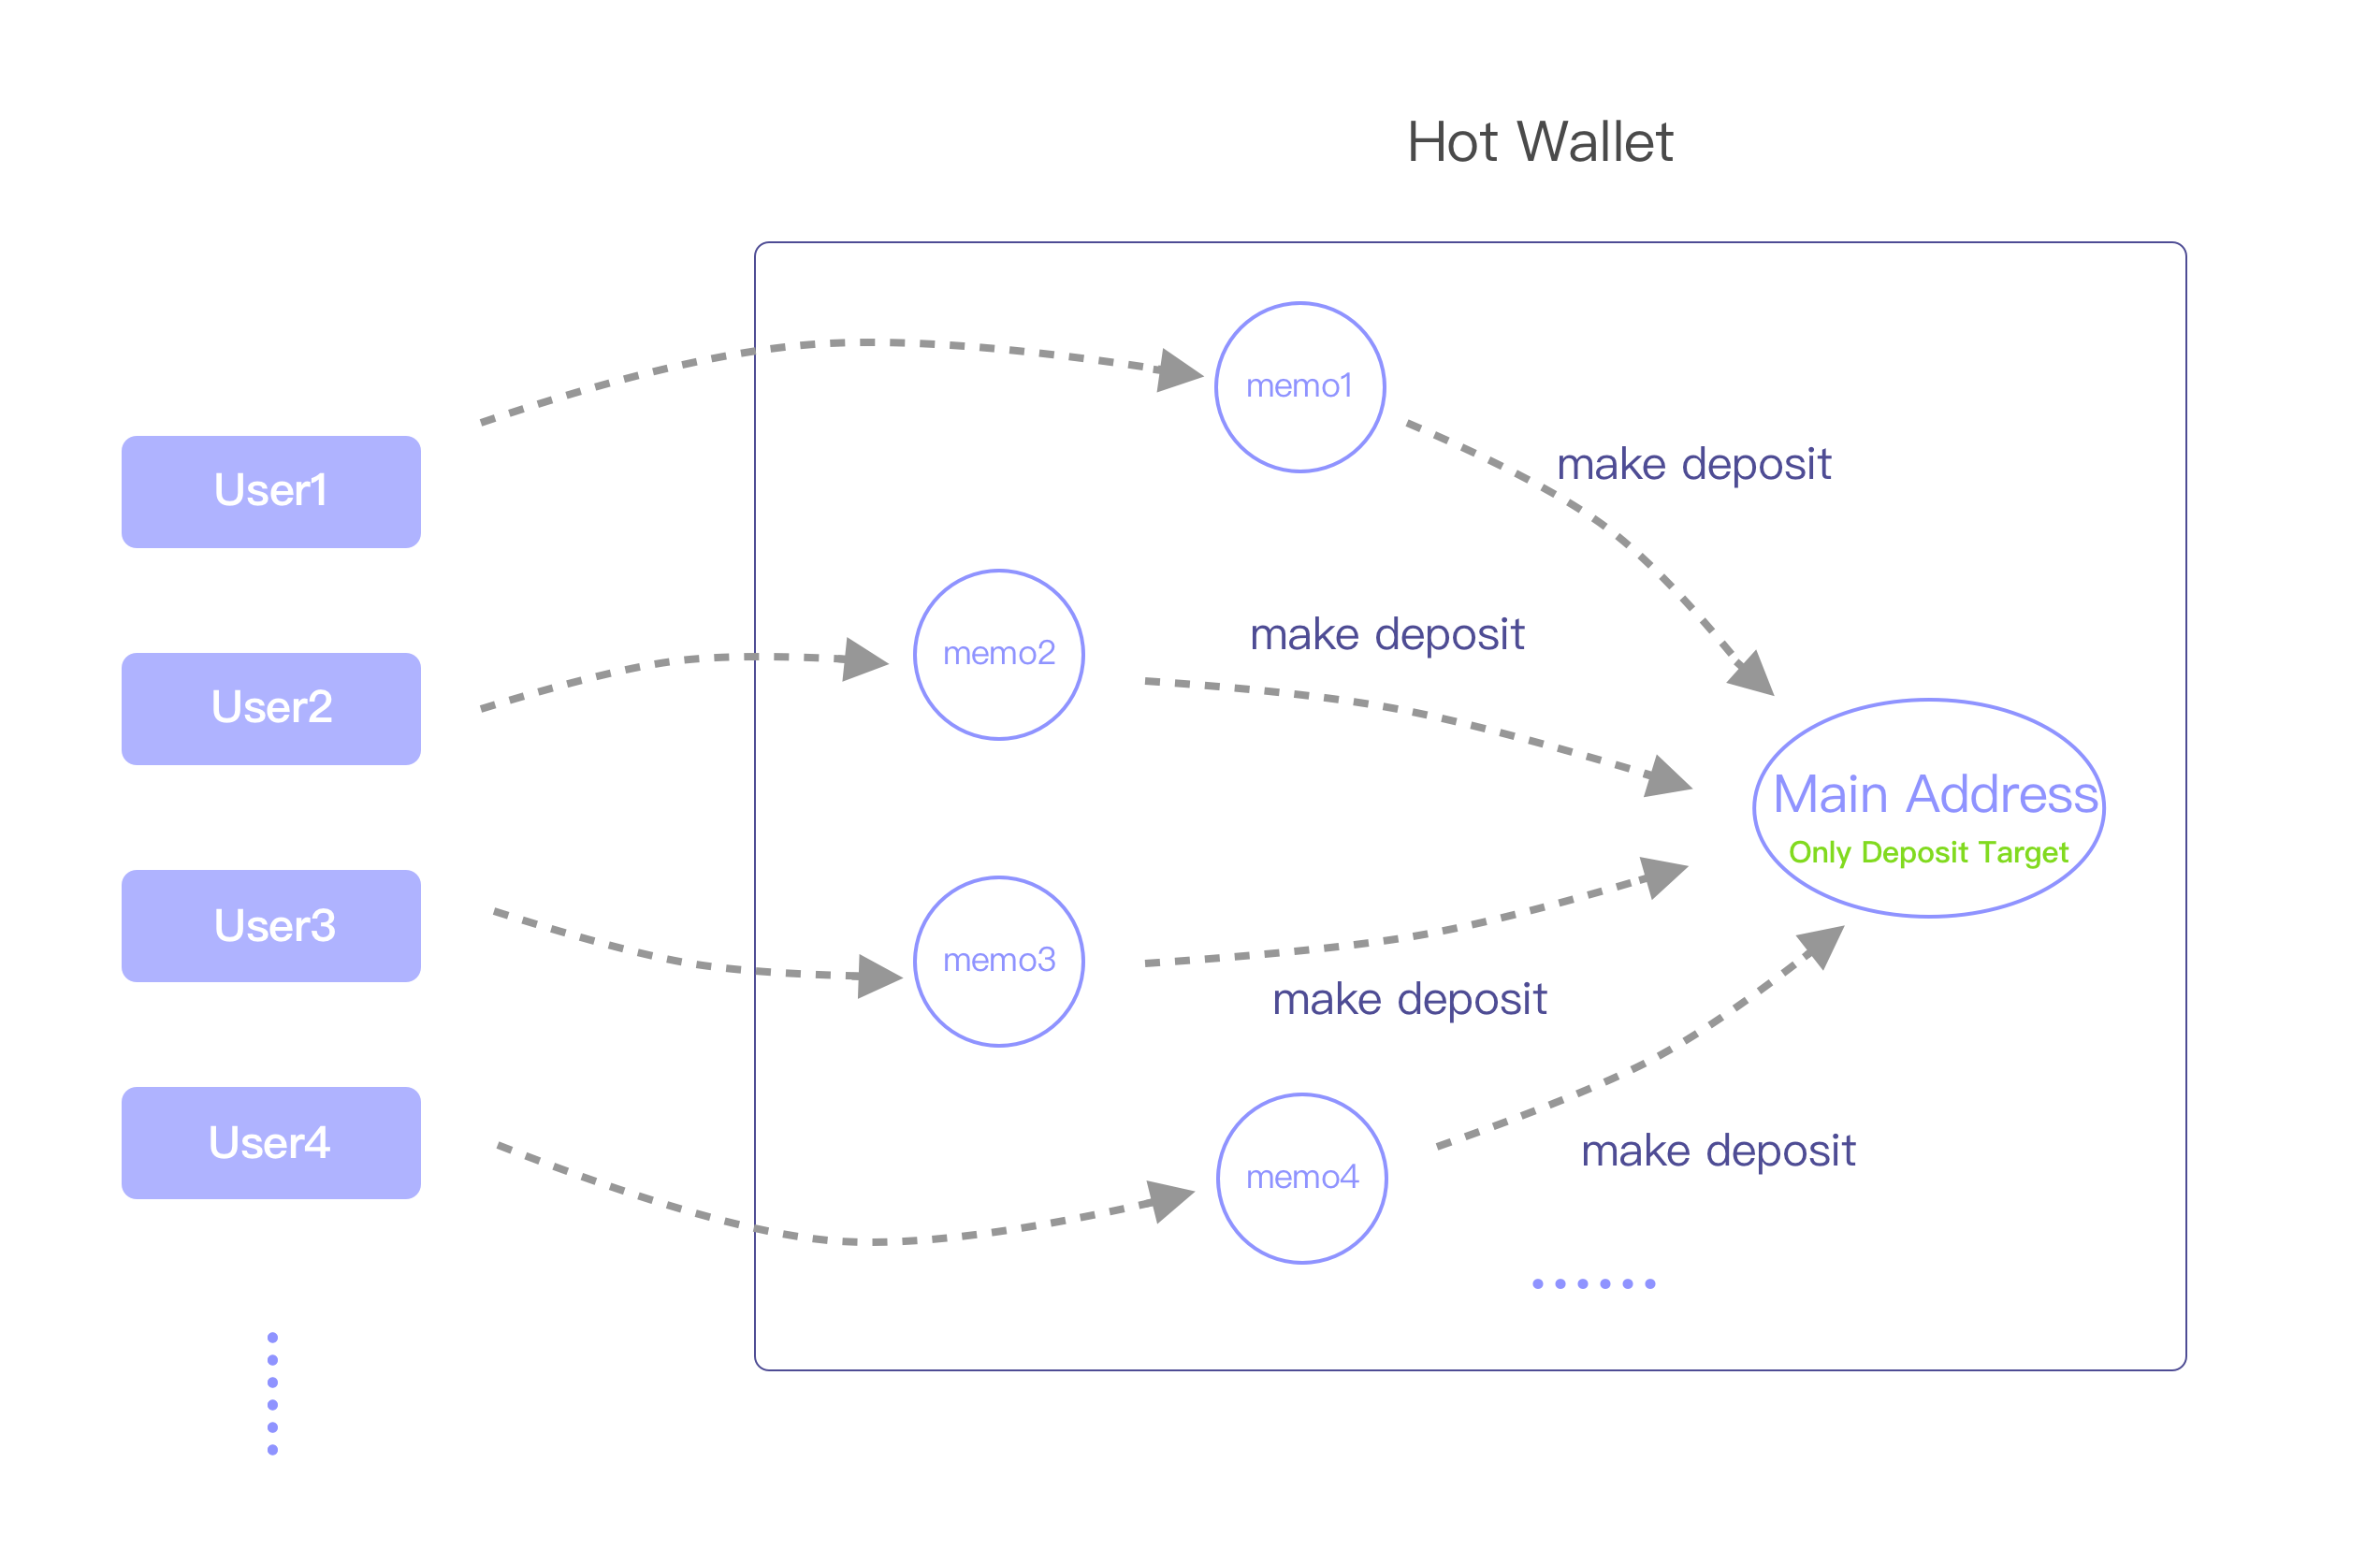 Hot Wallet
memo1
make deposit
User1
make deposit
memo2
User2
Main Address
Only Deposit Target
User3
memo3
make deposit
User4
make deposit
memo4